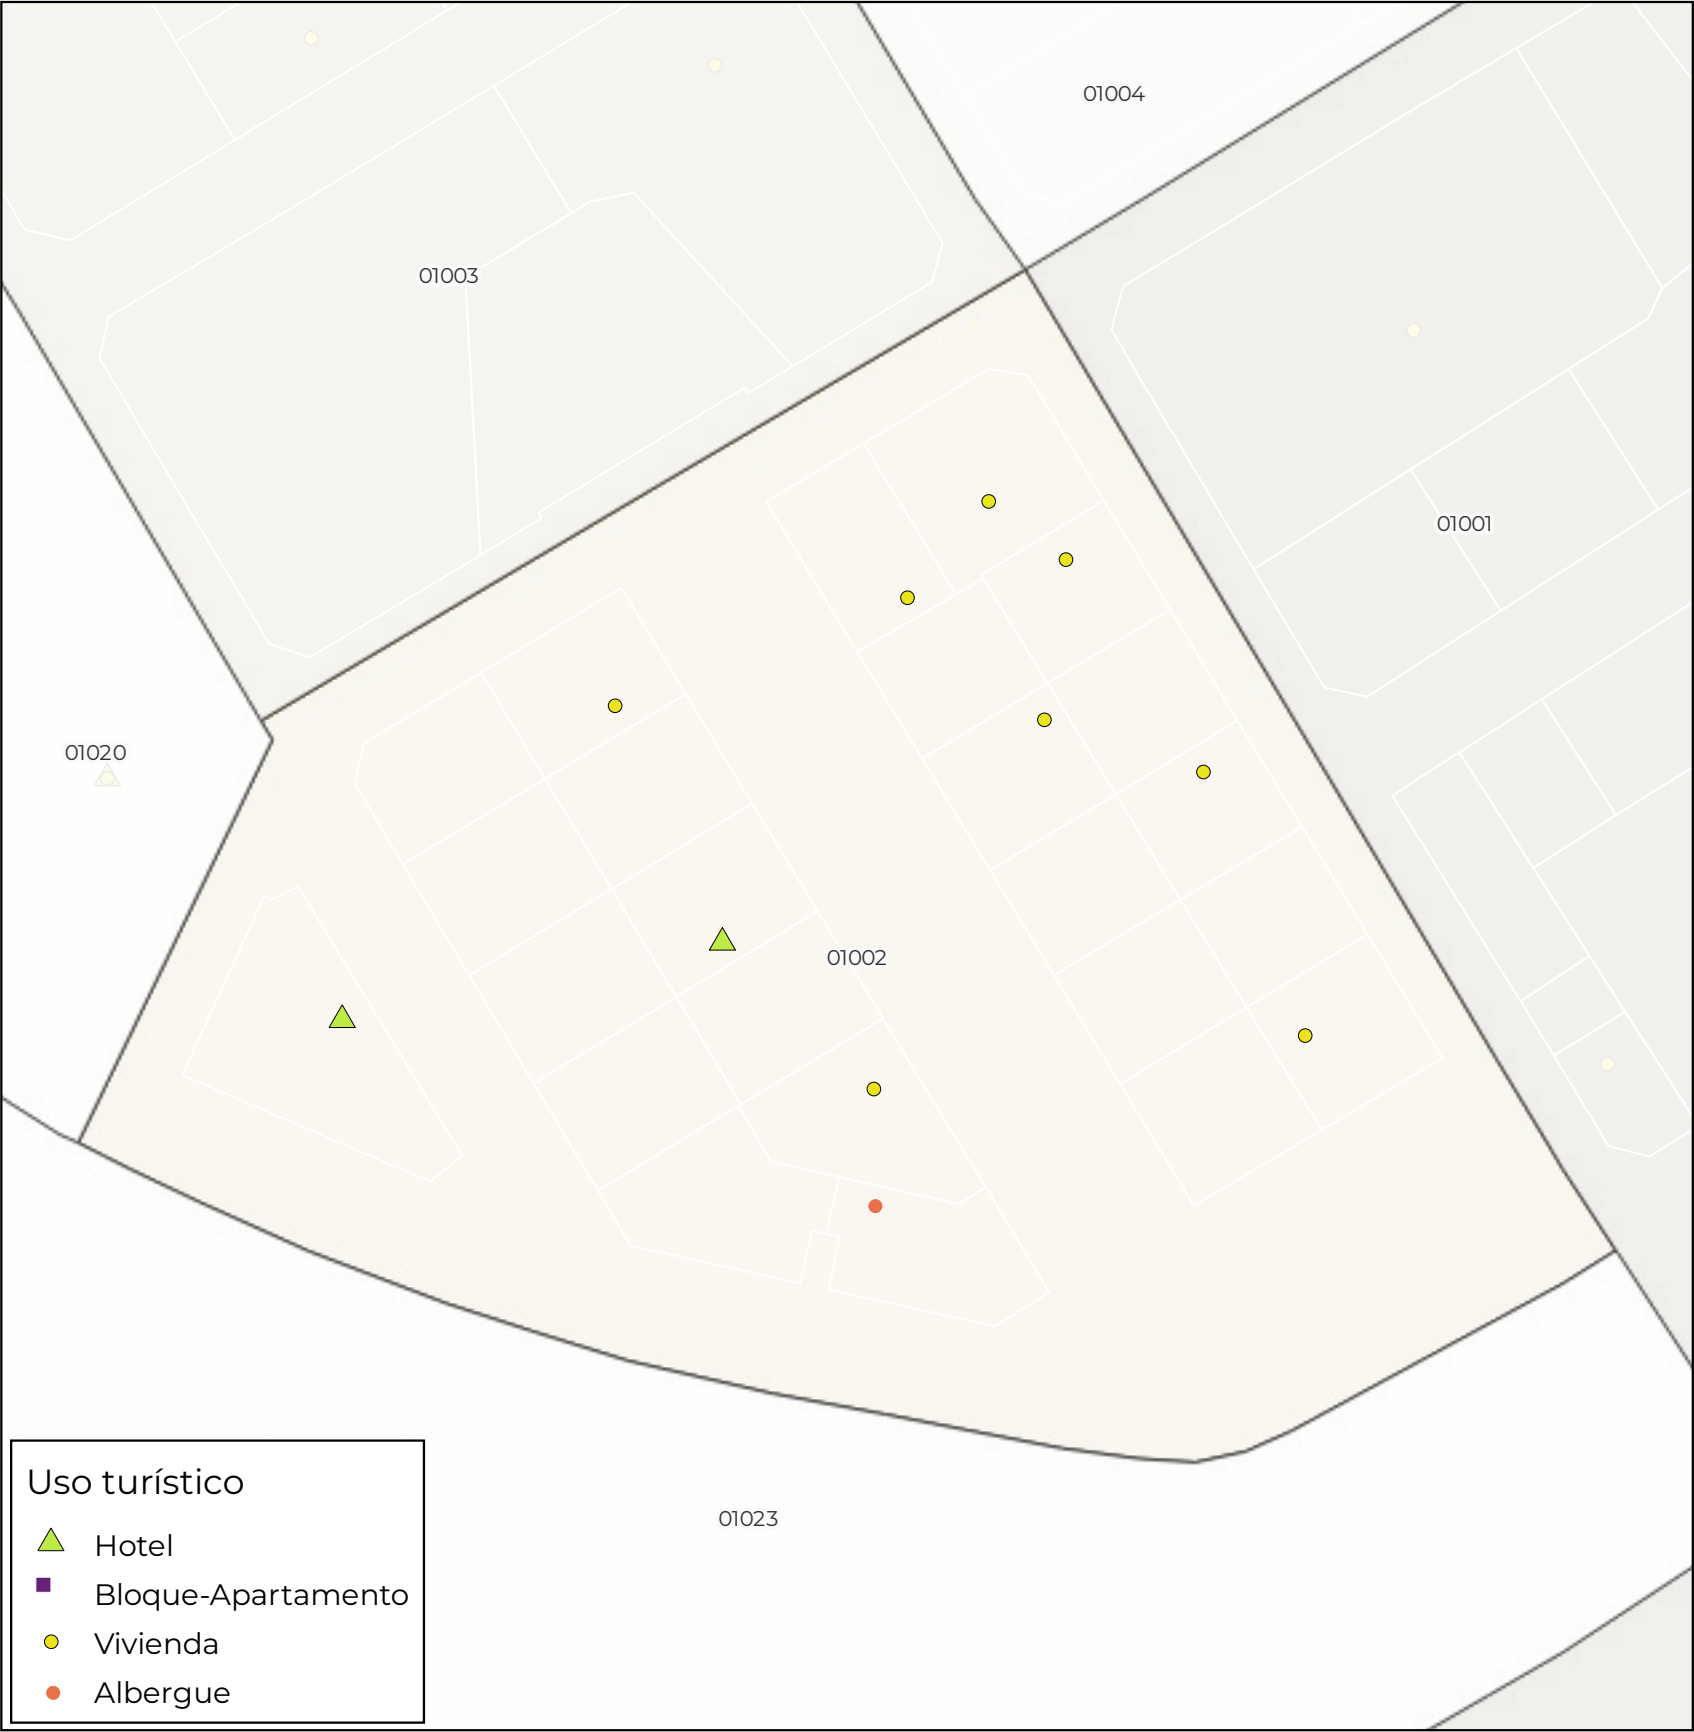 01004
01003
01001
01020
01002
01023
Uso turístico
Hotel
Bloque-Apartamento
Vivienda
Albergue